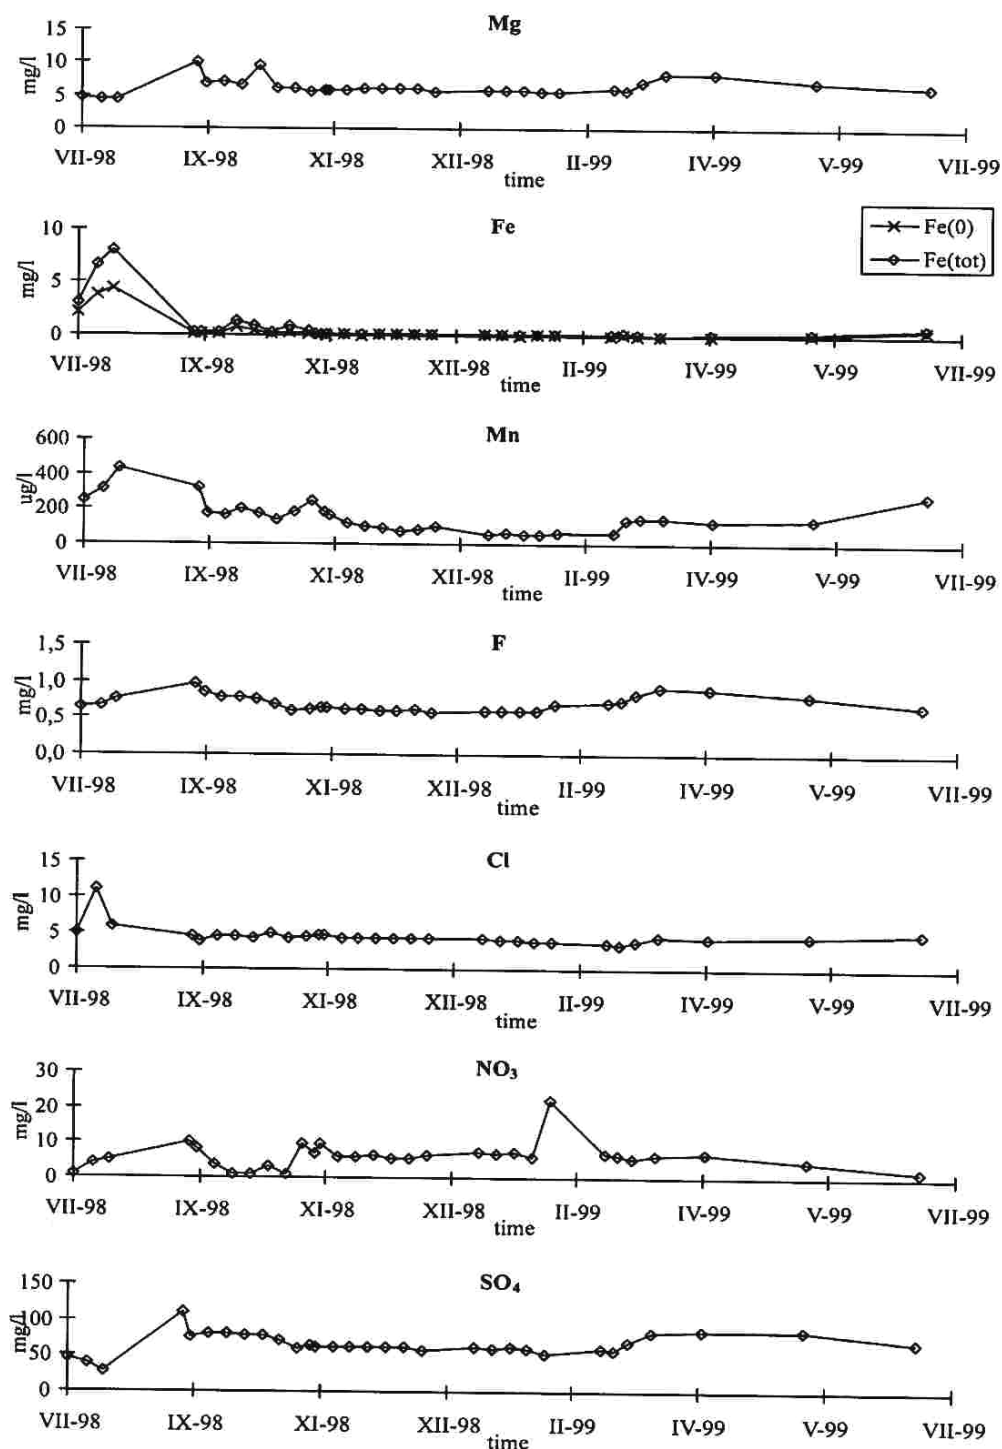 Mg
15
10
5
0
mg/l
VII-98 IX-98 XI-98 XII-98 II-99 IV-99 V-99 VII-99
time
Fe
10
5
0
mg/l
Fe(0)
Fe(tot)
VII-98 IX-98 XI-98 XII-98 II-99 IV-99 V-99 VII-99
time
Mn
600
400
200
0
ug/l
VII-98 IX-98 XI-98 XII-98 II-99 IV-99 V-99 VII-99
time
F
1,5
1,0
0,5
0,0
mg/l
VII-98 IX-98 XI-98 XII-98 II-99 IV-99 V-99 VII-99
time
Cl
15
10
5
0
mg/l
VII-98 IX-98 XI-98 XII-98 II-99 IV-99 V-99 VII-99
time
NO₃
30
20
10
0
mg/l
VII-98 IX-98 XI-98 XII-98 II-99 IV-99 V-99 VII-99
time
SO₄
150
100
50
0
mg/l
VII-98 IX-98 XI-98 XII-98 II-99 IV-99 V-99 VII-99
time